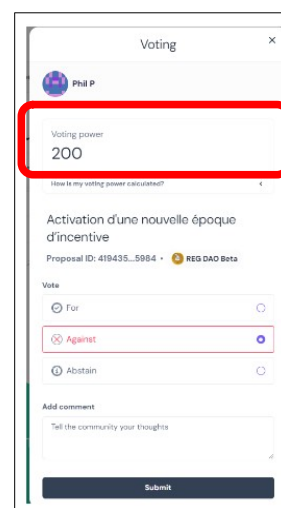 Voting
Phil P
Voting power
200
How is my voting power calculated?
Activation d'une nouvelle époque
d'incentive
Proposal ID: 419435...5984 • REG DAO Beta
Vote
For
Against
Abstain
Add comment
Tell the community your thoughts
Submit